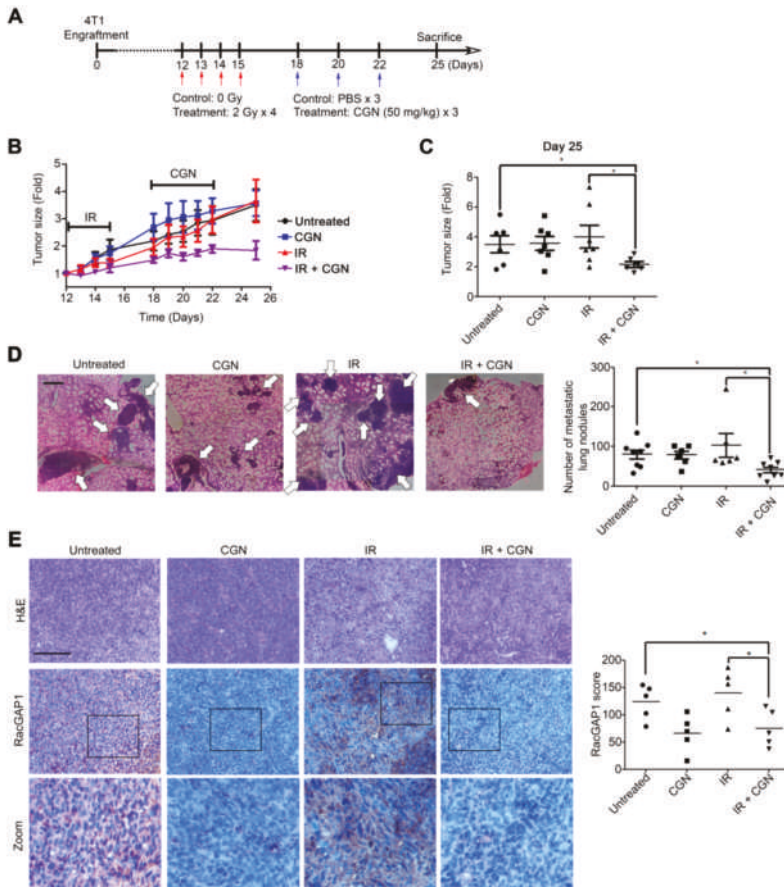 A
4T1
Engraftment
Sacrifice
0 12 13 14 15 18 20 22 25 (Days)
Control: 0 Gy
Treatment: 2 Gy x 4
Control: PBS x 3
Treatment: CGN (50 mg/kg) x 3
B
Tumor size (Fold)
5
4
3
2
1
CGN
IR
Untreated
CGN
IR
IR + CGN
12 14 16 18 20 22 24 26
Time (Days)
C
Day 25
*
*
Tumor size (Fold)
8
6
4
2
0
Untreated
CGN
IR
IR + CGN
D
Untreated
CGN
IR
IR + CGN
Number of metastatic
lung nodules
300
200
100
0
*
*
Untreated
CGN
IR
IR + CGN
E
Untreated
CGN
IR
IR + CGN
H&E
RacGAP1
Zoom
RacGAP1 score
200
150
100
50
0
*
*
Untreated
CGN
IR
IR + CGN